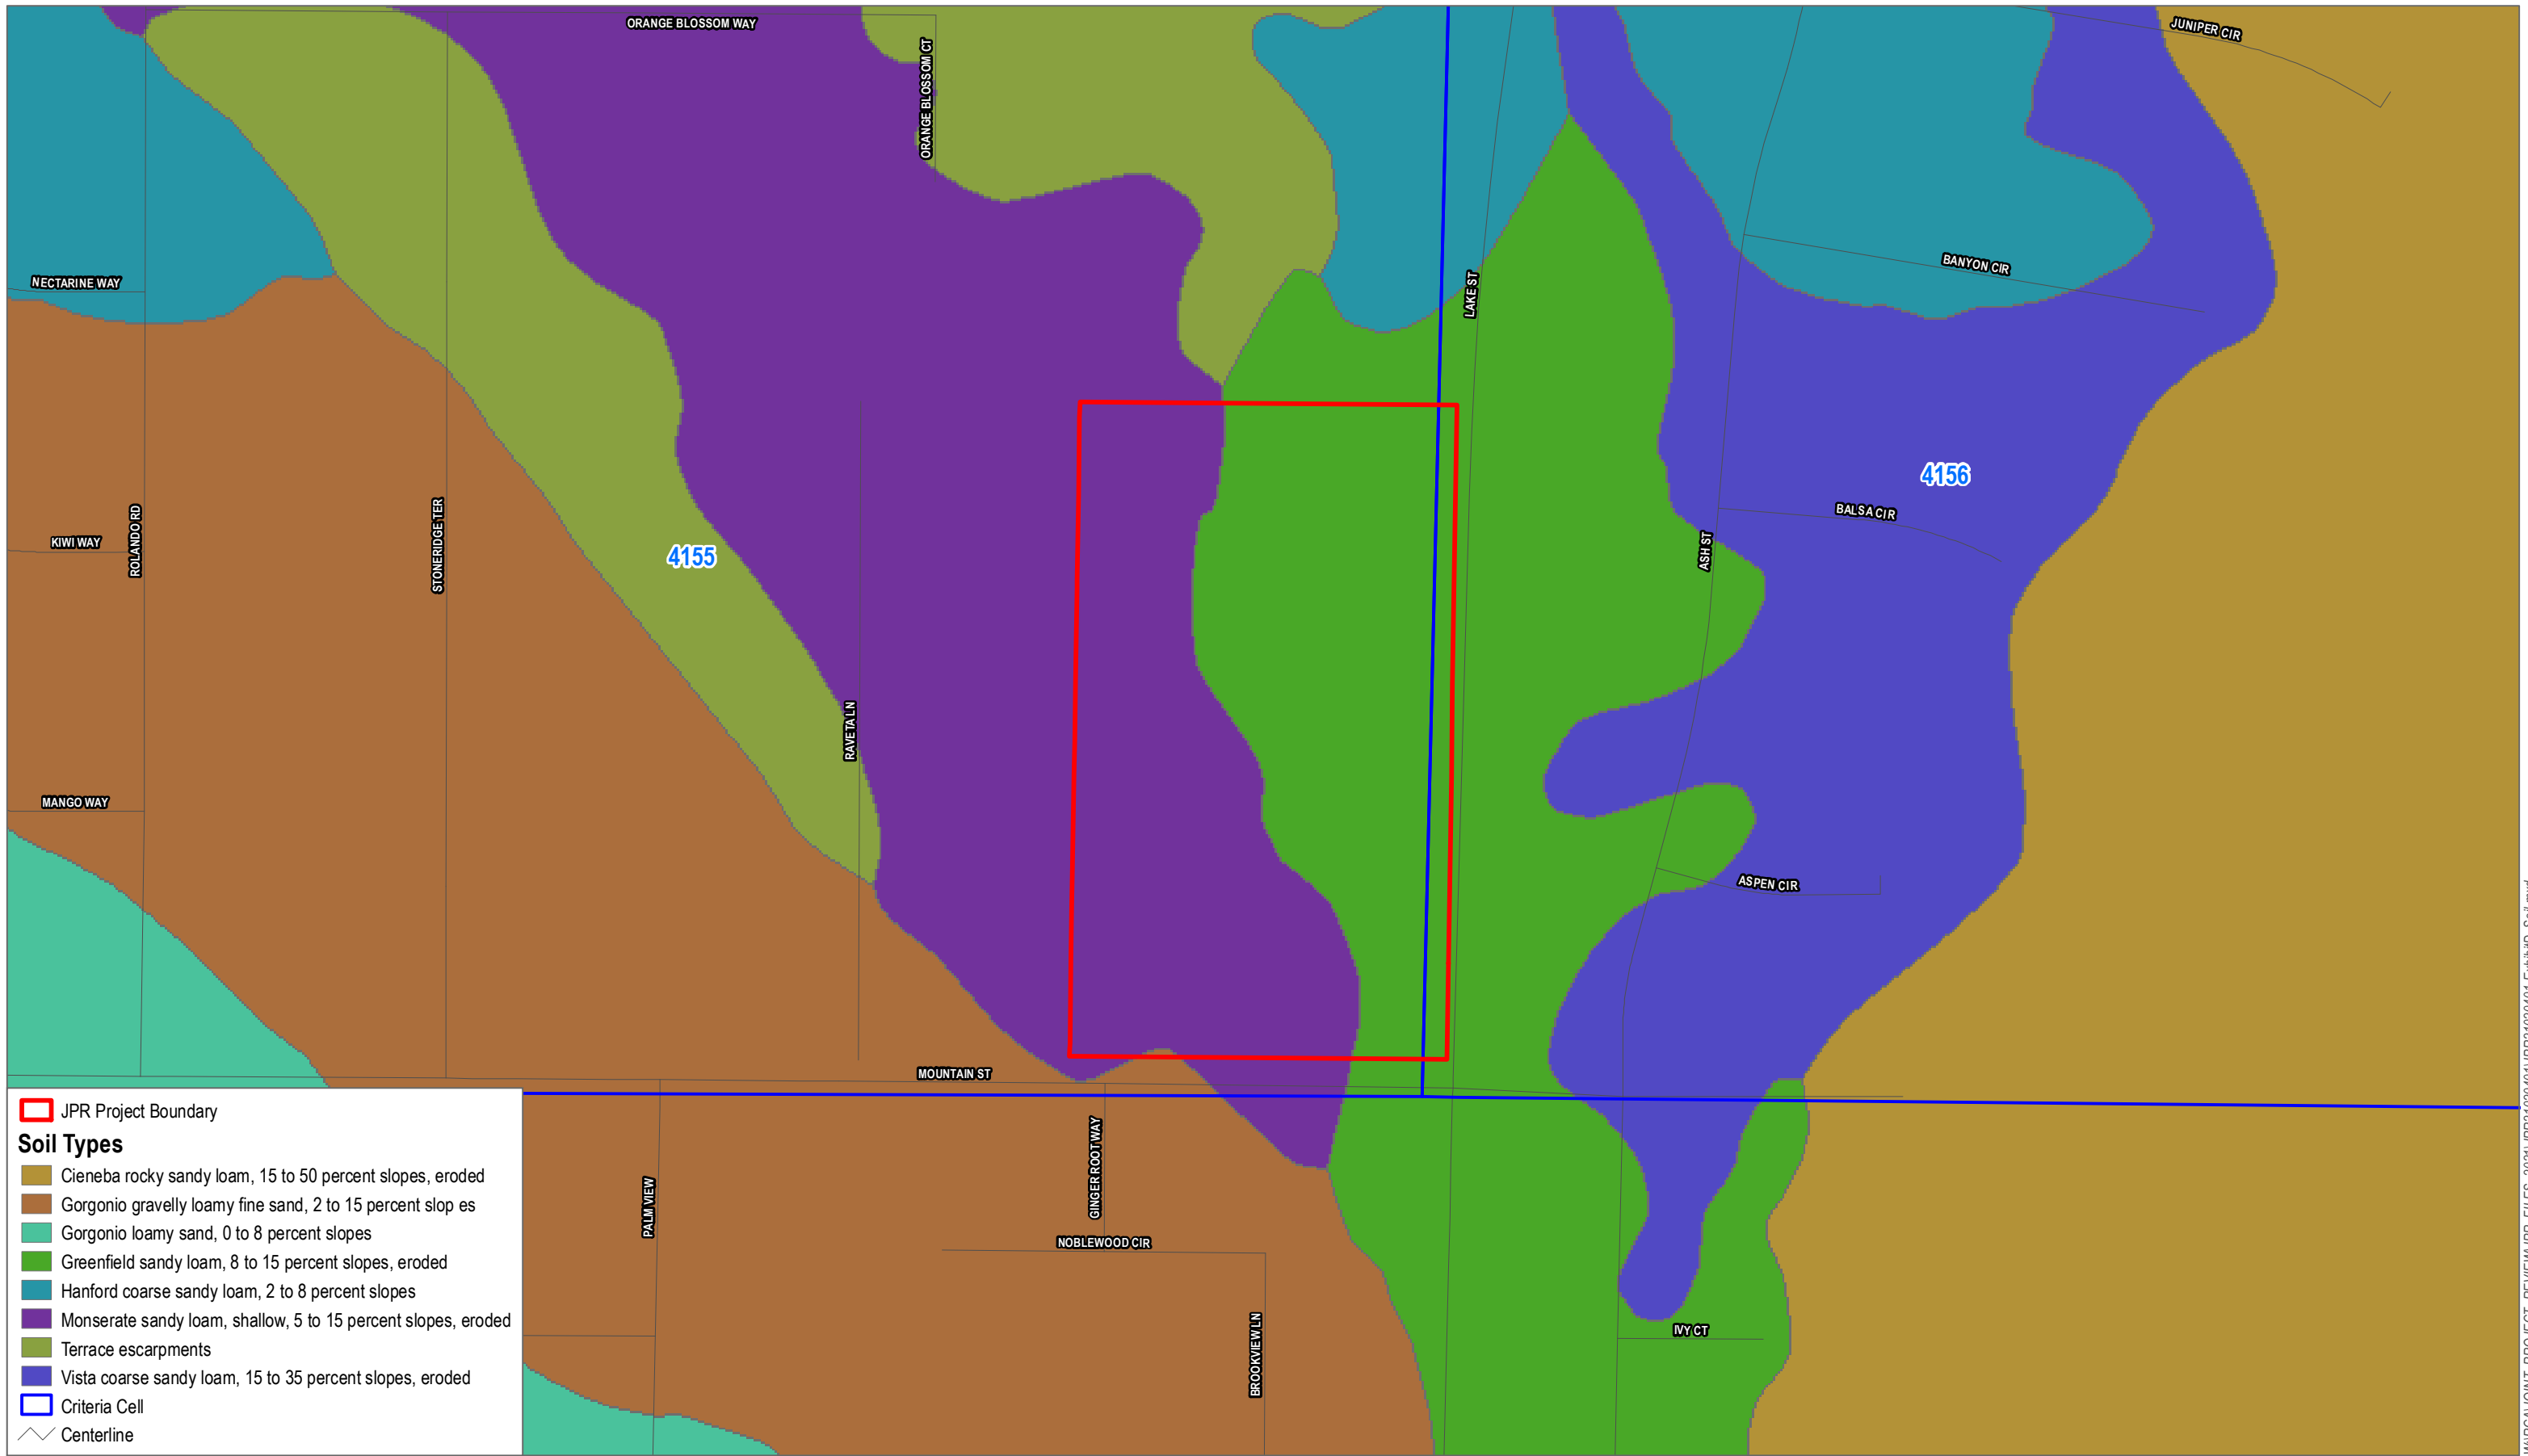 ORANGE BLOSSOM WAY
JUNIPER CIR
ORANGE BLOSSOM CT
NECTARINE WAY
BANYON CIR
LAKE ST
4156
BALSA CIR
ROLANDO RD
STONERIDGE TER
KIWI WAY
4155
ASH ST
RAVETA LN
MANGO WAY
ASPEN CIR
MOUNTAIN ST
GINGER ROOT WAY
PALM VIEW
NOBLEWOOD CIR
BROOKVIEW LN
IVY CT
JPR Project Boundary
Soil Types
Cieneba rocky sandy loam, 15 to 50 percent slopes, eroded
Gorgonio gravelly loamy fine sand, 2 to 15 percent slop es
Gorgonio loamy sand, 0 to 8 percent slopes
Greenfield sandy loam, 8 to 15 percent slopes, eroded
Hanford coarse sandy loam, 2 to 8 percent slopes
Monserate sandy loam, shallow, 5 to 15 percent slopes, eroded
Terrace escarpments
Vista coarse sandy loam, 15 to 35 percent slopes, eroded
Criteria Cell
Centerline